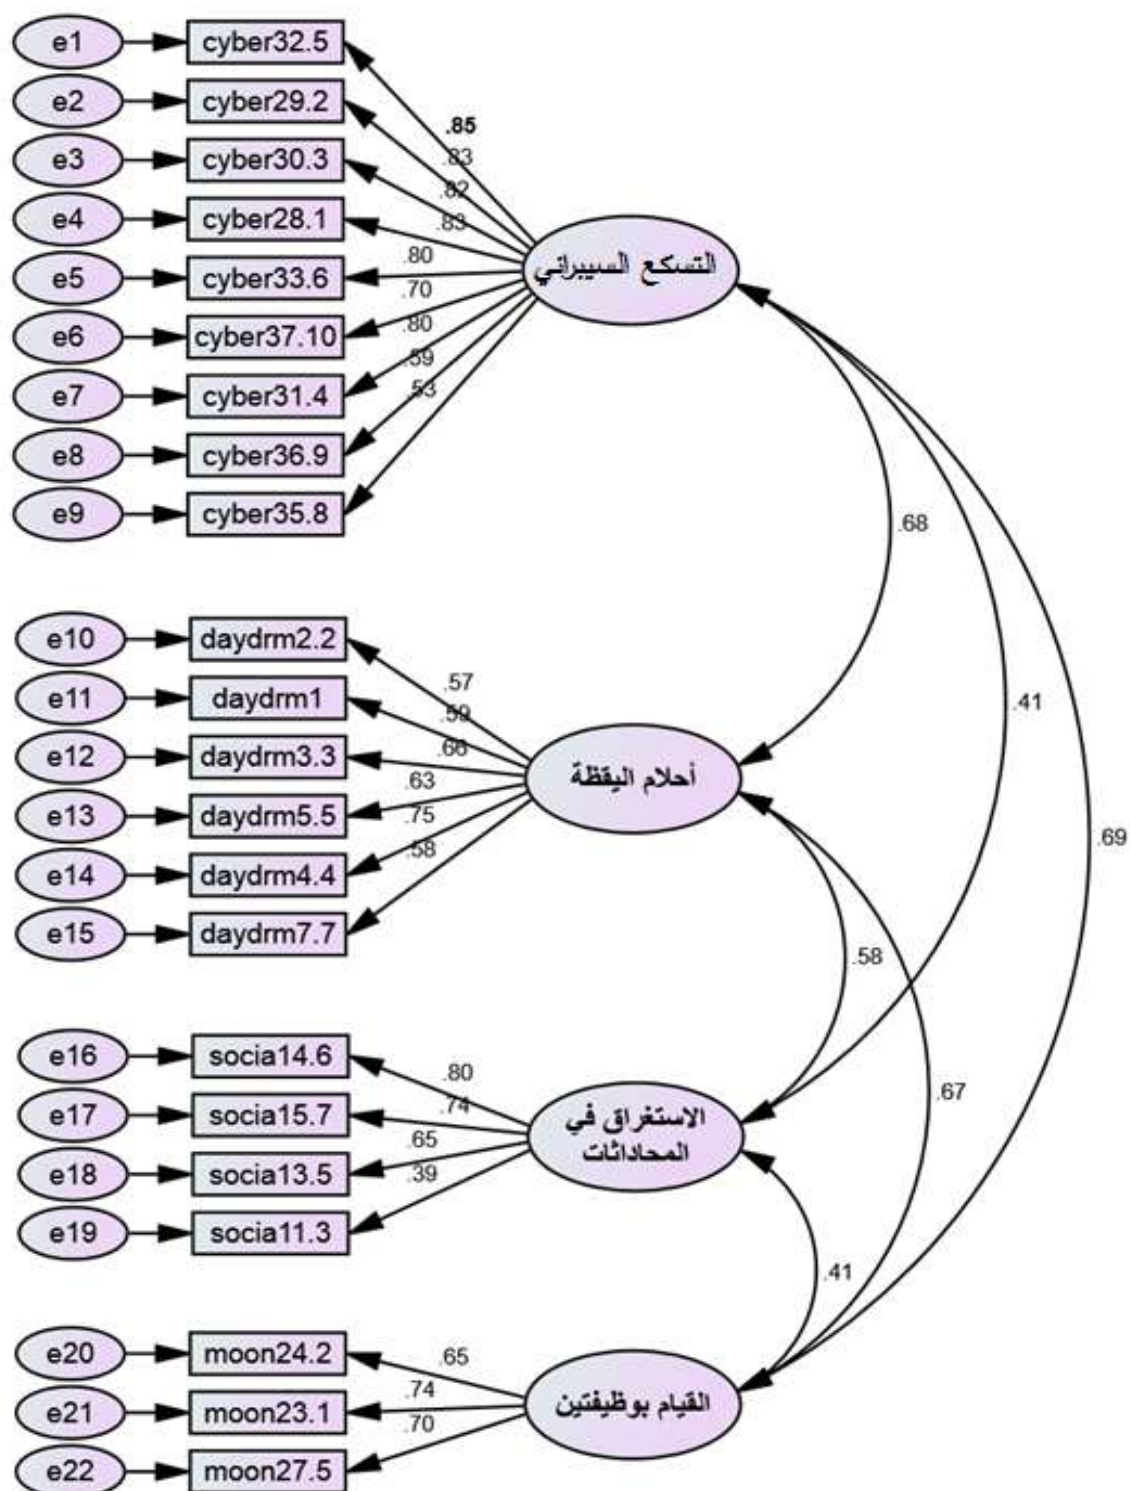 e1
cyber32.5
e2
cyber29.2
e3
cyber30.3
e4
cyber28.1
e5
cyber33.6
e6
cyber37.10
e7
cyber31.4
e8
cyber36.9
e9
cyber35.8
.85
.83
.82
.83
.80
.70
.80
.59
.53
التسكع السيبراني
.68
.41
.69
e10
daydrm2.2
e11
daydrm1
e12
daydrm3.3
e13
daydrm5.5
e14
daydrm4.4
e15
daydrm7.7
.57
.59
.66
.63
.75
.58
أحلام اليقظة
.58
.67
e16
socia14.6
e17
socia15.7
e18
socia13.5
e19
socia11.3
.80
.74
.65
.39
الاستغراق في
المحاداثات
.41
e20
moon24.2
e21
moon23.1
e22
moon27.5
.65
.74
.70
القيام بوظيفتين